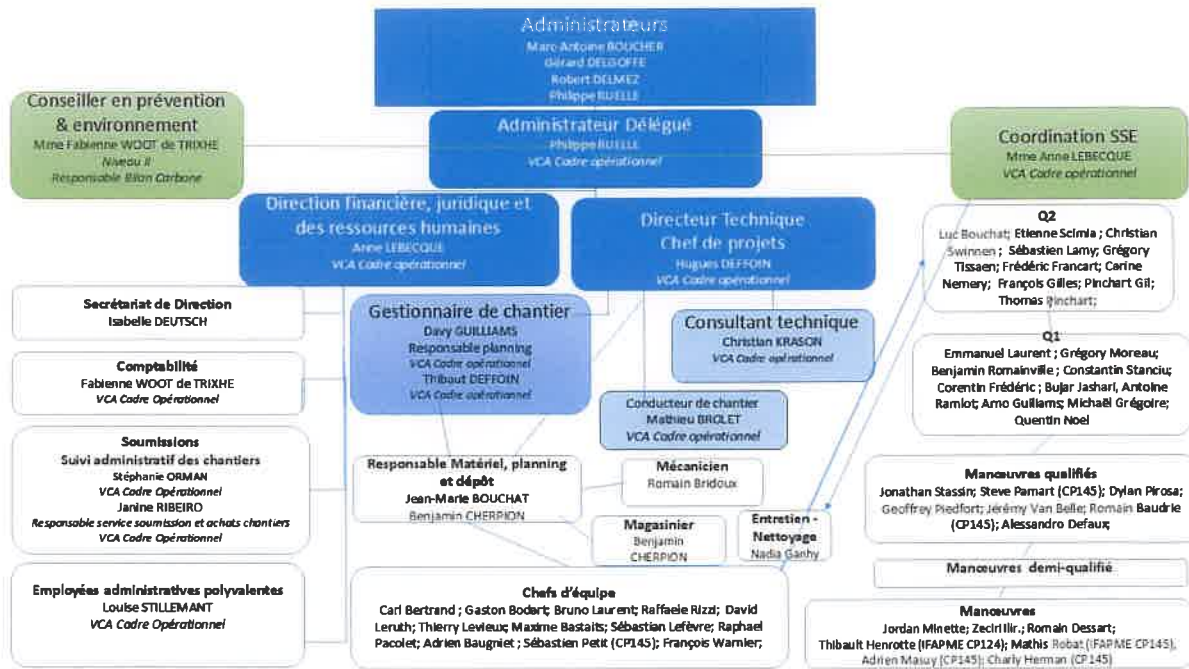 Administrateurs
Marc-Antoine BOUCHER
Gérard DELGOFFE
Robert DELMEZ
Philippe RUELLE
Conseiller en prévention
& environnement
Mme Fabienne WOOT de TRIXHE
Niveau II
Responsable Bilan Carbone
Administrateur Délégué
Philippe RUELLE
VCA Cadre opérationnel
Coordination SSE
Mme Anne LEBECQUE
VCA Cadre opérationnel
Direction financière, juridique et
des ressources humaines
Anne LEBECQUE
VCA Cadre opérationnel
Directeur Technique
Chef de projets
Hugues DEFFOIN
VCA Cadre opérationnel
Q2
Luc Bouchat; Etienne Scimia ; Christian
Swinnen ; Sébastien Lamy; Grégory
Tissaen; Frédéric Francart; Carine
Nemery; François Gilles; Pinchart Gil;
Thomas Pinchart;
Secrétariat de Direction
Isabelle DEUTSCH
Gestionnaire de chantier
Davy GUILLIAMS
Responsable planning
VCA Cadre opérationnel
Thibaut DEFFOIN
VCA Cadre opérationnel
Consultant technique
Christian KRASON
VCA Cadre opérationnel
Q1
Emmanuel Laurent ; Grégory Moreau;
Benjamin Romainville ; Constantin Stanciu;
Corentin Frédéric ; Bujar Jashari, Antoine
Ramlot; Arno Guiliams; Michaël Grégoire;
Quentin Noel
Comptabilité
Fabienne WOOT de TRIXHE
VCA Cadre Opérationnel
Conducteur de chantier
Mathieu BROLET
VCA Cadre opérationnel
Soumissions
Suivi administratif des chantiers
Stéphanie ORMAN
VCA Cadre Opérationnel
Janine RIBEIRO
Responsable service soumission et achats chantiers
VCA Cadre Opérationnel
Responsable Matériel, planning
et dépôt
Jean-Marie BOUCHAT
Benjamin CHERPION
Mécanicien
Romain Bridoux
Manœuvres qualifiés
Jonathan Stassin; Steve Pamart (CP145); Dylan Pirosa;
Geoffrey Piedfort; Jérémy Van Belle; Romain Baudrie
(CP145); Alessandro Defaux;
Magasinier
Benjamin
CHERPION
Entretien -
Nettoyage
Nadia Ganhy
Manœuvres demi-qualifié
Employées administratives polyvalentes
Louise STILLEMANT
VCA Cadre Opérationnel
Chefs d'équipe
Carl Bertrand ; Gaston Bodart; Bruno Laurent; Raffaele Rizzi; David
Leruth; Thierry Levieux; Maxime Bastaits; Sébastien Lefèvre; Raphael
Pacolet; Adrien Baugniet ; Sébastien Petit (CP145); François Warnier;
Manœuvres
Jordan Minette; Zeciri Ilir.; Romain Dessart;
Thibault Henrotte (IFAPME CP124); Mathis Robat (IFAPME CP145),
Adrien Masuy (CP145); Charly Herman (CP145)